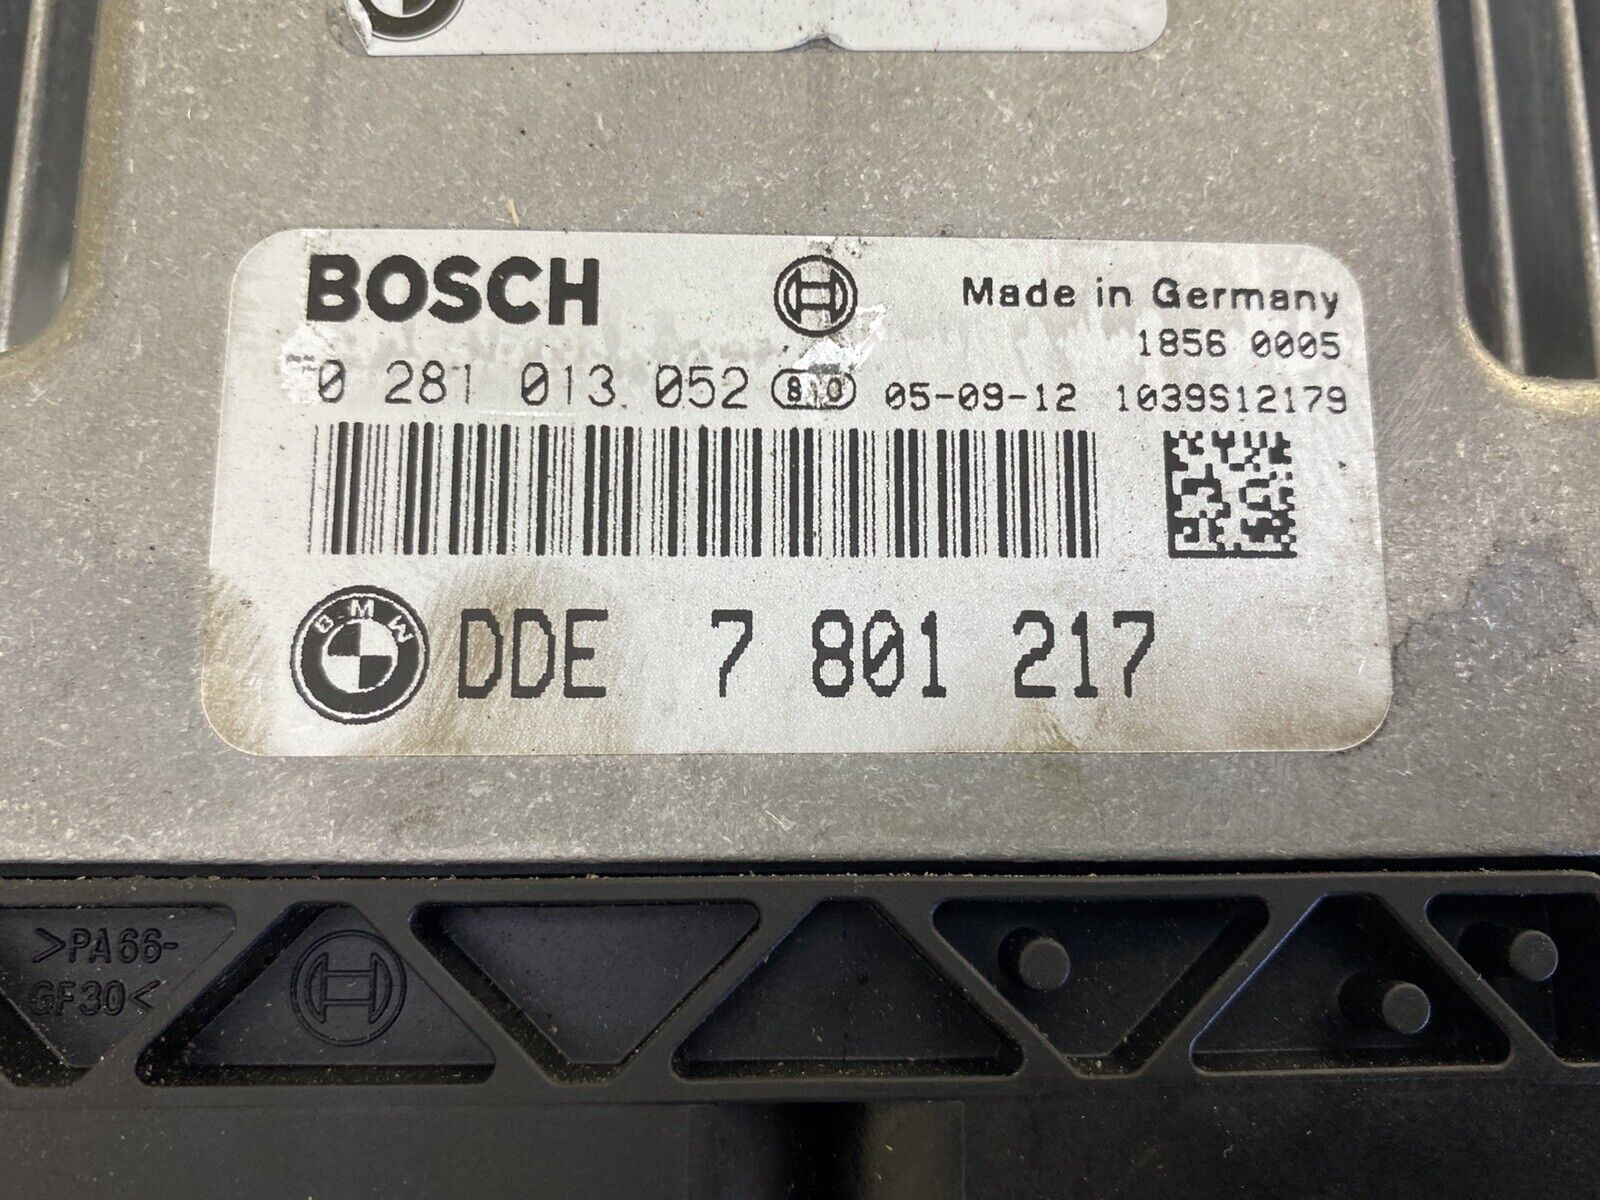 BOSCH
Made in Germany
1856 0005
0 281 013 052 810 05-09-12 1039S12179
BMW DDE 7 801 217
>PA66-
GF30<